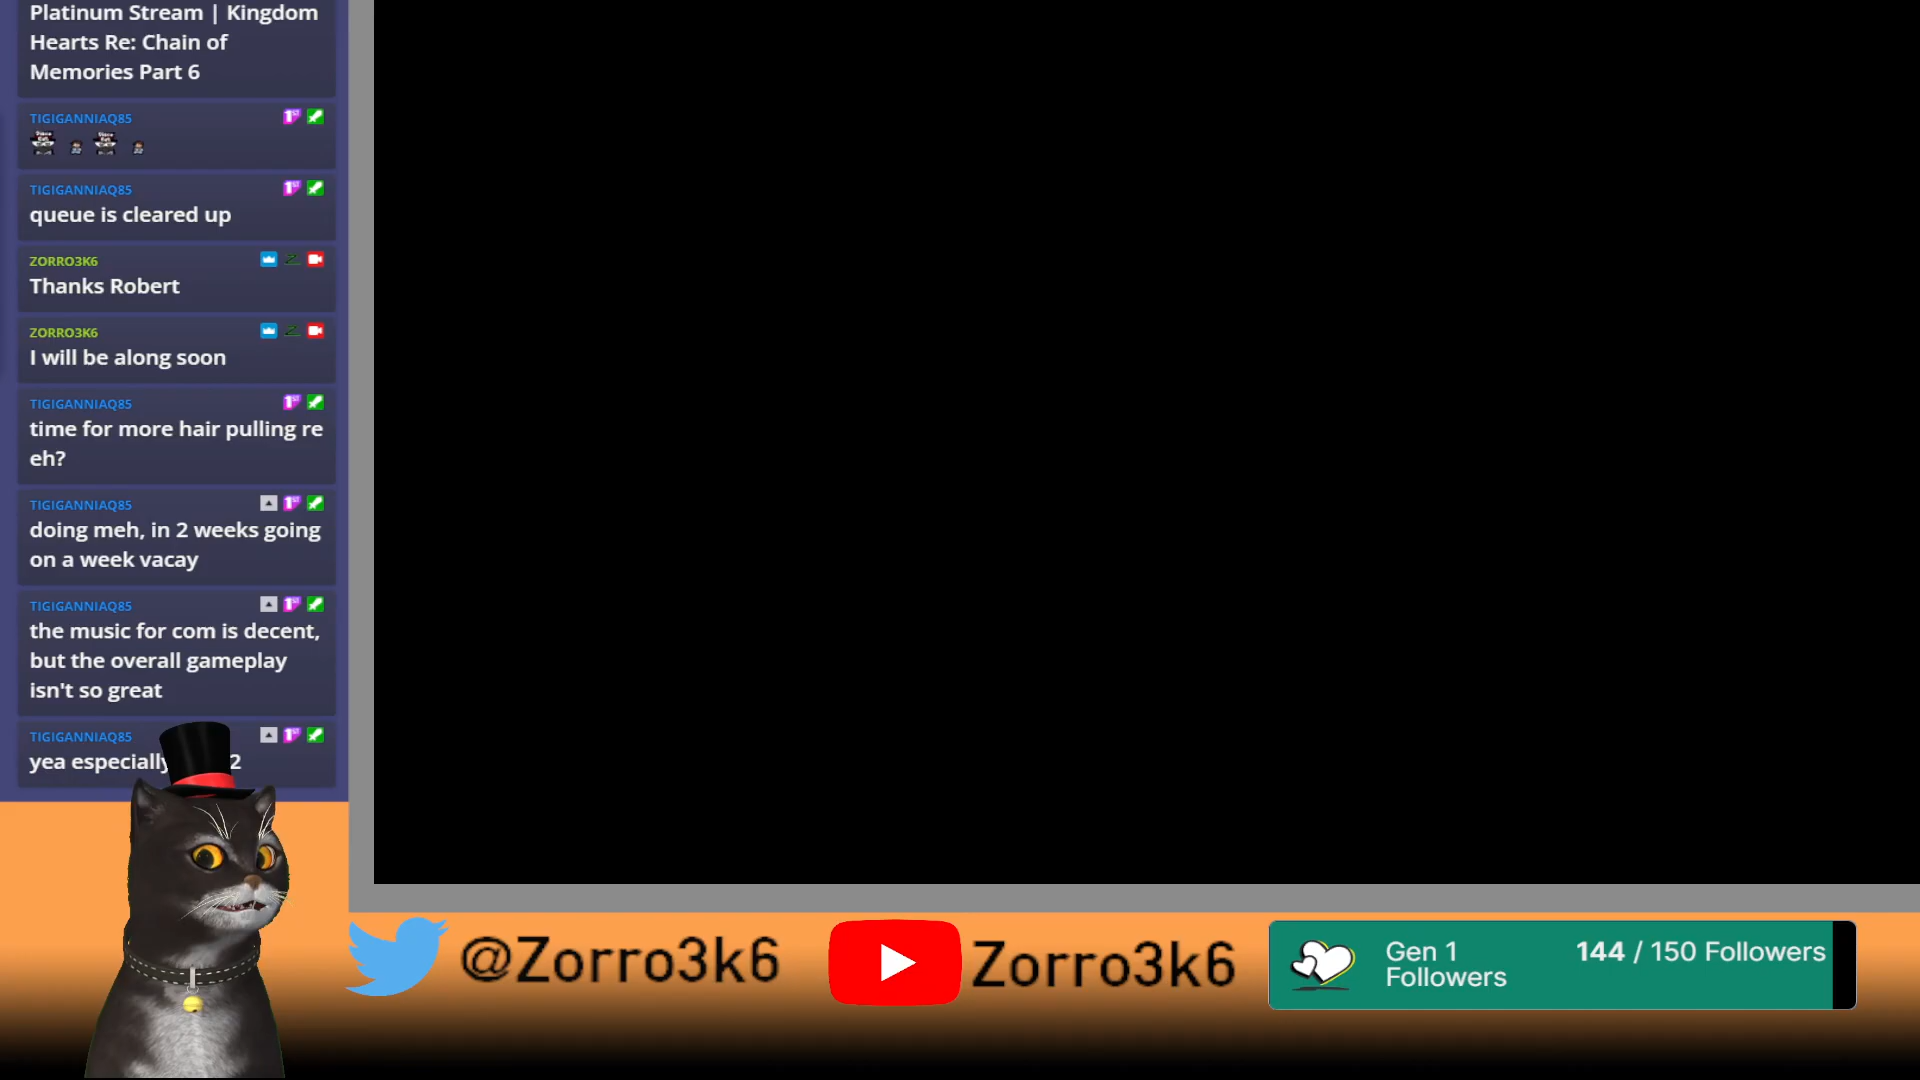 Platinum Stream | Kingdom
Hearts Re: Chain of
Memories Part 6
TIGIGANNIAQ85
TIGIGANNIAQ85
queue is cleared up
ZORRO3K6
Thanks Robert
ZORRO3K6
I will be along soon
TIGIGANNIAQ85
time for more hair pulling re
eh?
TIGIGANNIAQ85
doing meh, in 2 weeks going
on a week vacay
TIGIGANNIAQ85
the music for com is decent,
but the overall gameplay
isn't so great
TIGIGANNIAQ85
yea especially 2
@Zorro3k6
Zorro3k6
Gen 1
Followers
144 / 150 Followers